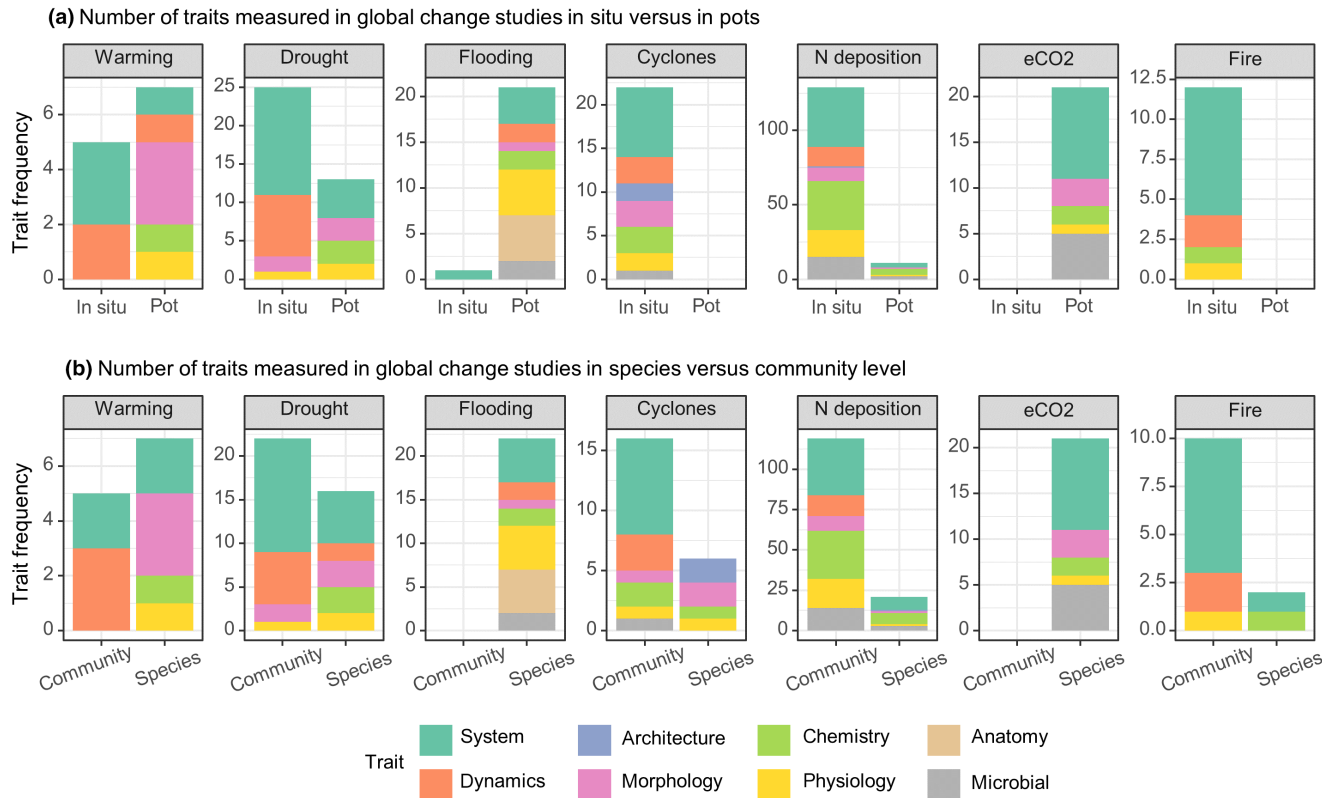 (a) Number of traits measured in global change studies in situ versus in pots
Warming Drought Flooding Cyclones N deposition eCO2 Fire
Trait frequency
6 4 2 0
25 20 15 10 5 0
20 15 10 5 0
20 15 10 5 0
100 50 0
20 15 10 5 0
12.5 10.0 7.5 5.0 2.5 0.0
In situ Pot In situ Pot In situ Pot In situ Pot In situ Pot In situ Pot In situ Pot
(b) Number of traits measured in global change studies in species versus community level
Warming Drought Flooding Cyclones N deposition eCO2 Fire
Trait frequency
6 4 2 0
20 15 10 5 0
20 15 10 5 0
15 10 5 0
100 75 50 25 0
20 15 10 5 0
10.0 7.5 5.0 2.5 0.0
Community Species Community Species Community Species Community Species Community Species Community Species Community Species
Trait
System Architecture Chemistry Anatomy
Dynamics Morphology Physiology Microbial